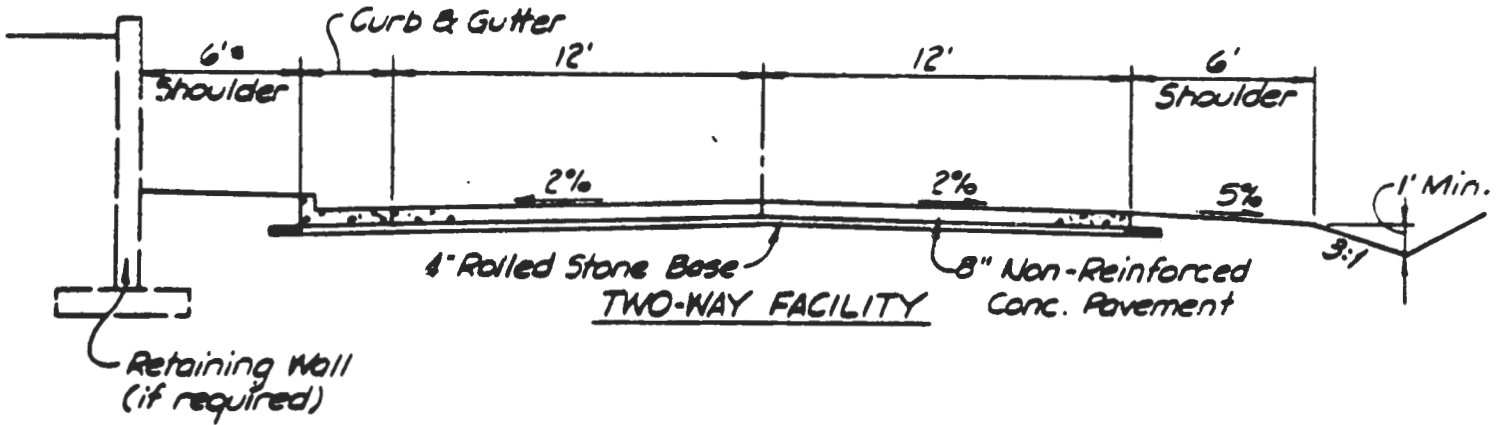 Curb & Gutter
6'*
12'
12'
6'
Shoulder
Shoulder
2%
2%
5%
1' Min.
3:1
4" Rolled Stone Base
8" Non-Reinforced
Conc. Pavement
TWO-WAY FACILITY
Retaining Wall
(if required)